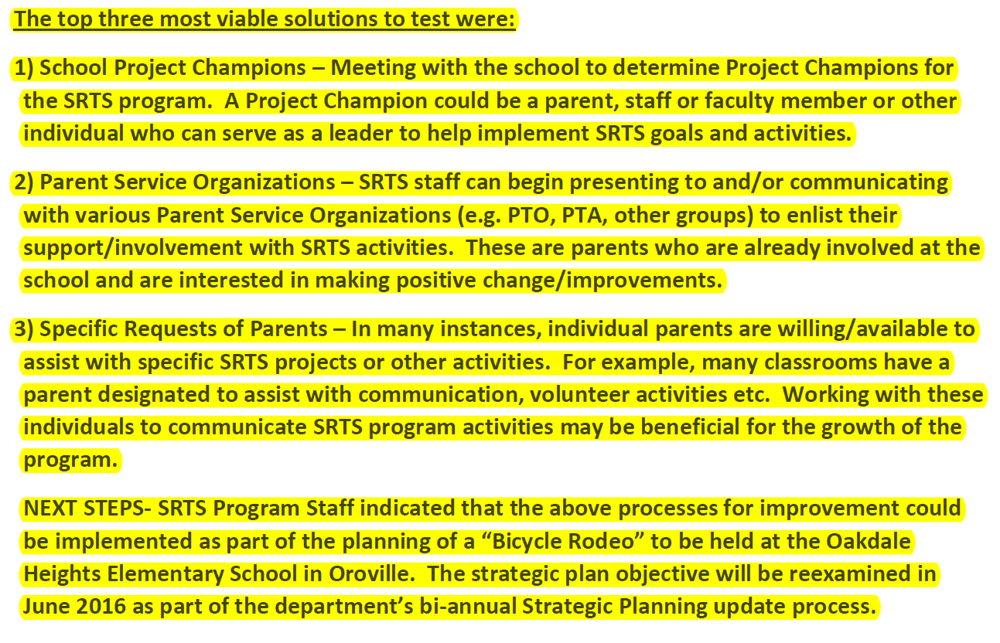 The top three most viable solutions to test were:
1) School Project Champions – Meeting with the school to determine Project Champions for
the SRTS program.  A Project Champion could be a parent, staff or faculty member or other
individual who can serve as a leader to help implement SRTS goals and activities.
2) Parent Service Organizations – SRTS staff can begin presenting to and/or communicating
with various Parent Service Organizations (e.g. PTO, PTA, other groups) to enlist their
support/involvement with SRTS activities.  These are parents who are already involved at the
school and are interested in making positive change/improvements.
3) Specific Requests of Parents – In many instances, individual parents are willing/available to
assist with specific SRTS projects or other activities.  For example, many classrooms have a
parent designated to assist with communication, volunteer activities etc.  Working with these
individuals to communicate SRTS program activities may be beneficial for the growth of the
program.
NEXT STEPS- SRTS Program Staff indicated that the above processes for improvement could
be implemented as part of the planning of a “Bicycle Rodeo” to be held at the Oakdale
Heights Elementary School in Oroville.  The strategic plan objective will be reexamined in
June 2016 as part of the department’s bi-annual Strategic Planning update process.